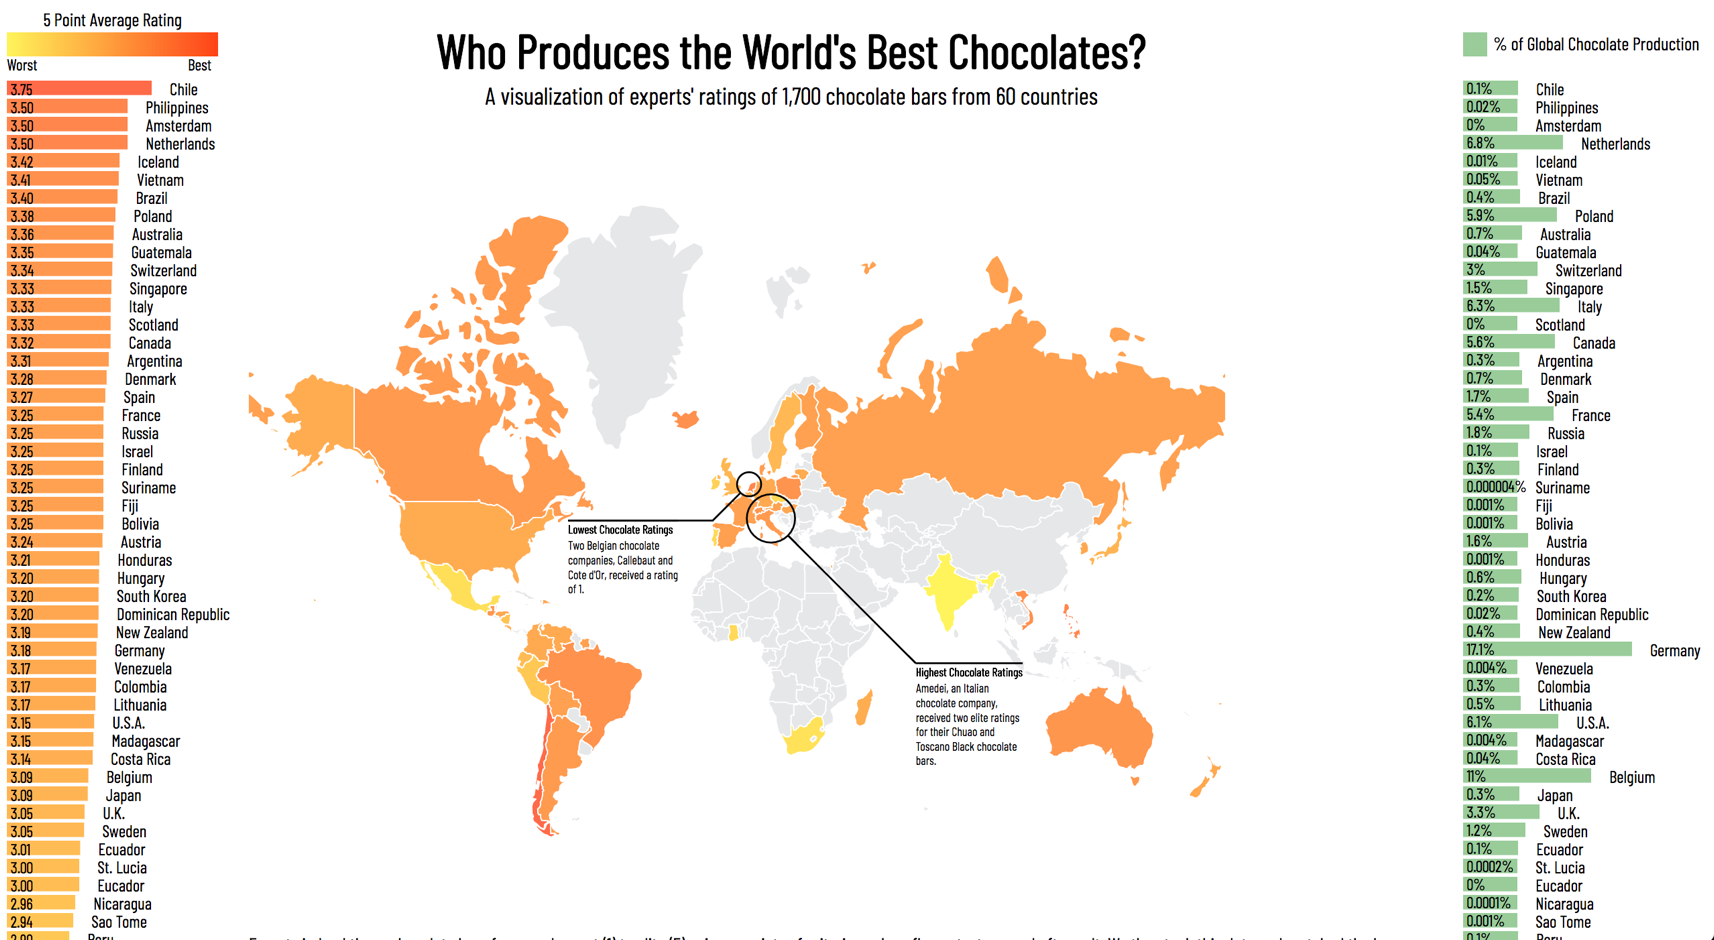 5 Point Average Rating
Worst Best
3.75 Chile
3.50 Philippines
3.50 Amsterdam
3.50 Netherlands
3.42 Iceland
3.41 Vietnam
3.40 Brazil
3.38 Poland
3.36 Australia
3.35 Guatemala
3.34 Switzerland
3.33 Singapore
3.33 Italy
3.33 Scotland
3.32 Canada
3.31 Argentina
3.28 Denmark
3.27 Spain
3.25 France
3.25 Russia
3.25 Israel
3.25 Finland
3.25 Suriname
3.25 Fiji
3.25 Bolivia
3.24 Austria
3.21 Honduras
3.20 Hungary
3.20 South Korea
3.20 Dominican Republic
3.19 New Zealand
3.18 Germany
3.17 Venezuela
3.17 Colombia
3.17 Lithuania
3.15 U.S.A.
3.15 Madagascar
3.14 Costa Rica
3.09 Belgium
3.09 Japan
3.05 U.K.
3.05 Sweden
3.01 Ecuador
3.00 St. Lucia
3.00 Eucador
2.96 Nicaragua
2.94 Sao Tome
Who Produces the World's Best Chocolates?
A visualization of experts' ratings of 1,700 chocolate bars from 60 countries
Lowest Chocolate Ratings
Two Belgian chocolate
companies, Callebaut and
Cote d'Or, received a rating
of 1.
Highest Chocolate Ratings
Amedei, an Italian
chocolate company,
received two elite ratings
for their Chuao and
Toscano Black chocolate
bars.
% of Global Chocolate Production
0.1% Chile
0.02% Philippines
0% Amsterdam
6.8% Netherlands
0.01% Iceland
0.05% Vietnam
0.4% Brazil
5.9% Poland
0.7% Australia
0.04% Guatemala
3% Switzerland
1.5% Singapore
6.3% Italy
0% Scotland
5.6% Canada
0.3% Argentina
0.7% Denmark
1.7% Spain
5.4% France
1.8% Russia
0.1% Israel
0.3% Finland
0.000004% Suriname
0.001% Fiji
0.001% Bolivia
1.6% Austria
0.001% Honduras
0.6% Hungary
0.2% South Korea
0.02% Dominican Republic
0.4% New Zealand
17.1% Germany
0.004% Venezuela
0.3% Colombia
0.5% Lithuania
6.1% U.S.A.
0.004% Madagascar
0.04% Costa Rica
11% Belgium
0.3% Japan
3.3% U.K.
1.2% Sweden
0.1% Ecuador
0.0002% St. Lucia
0% Eucador
0.0001% Nicaragua
0.001% Sao Tome